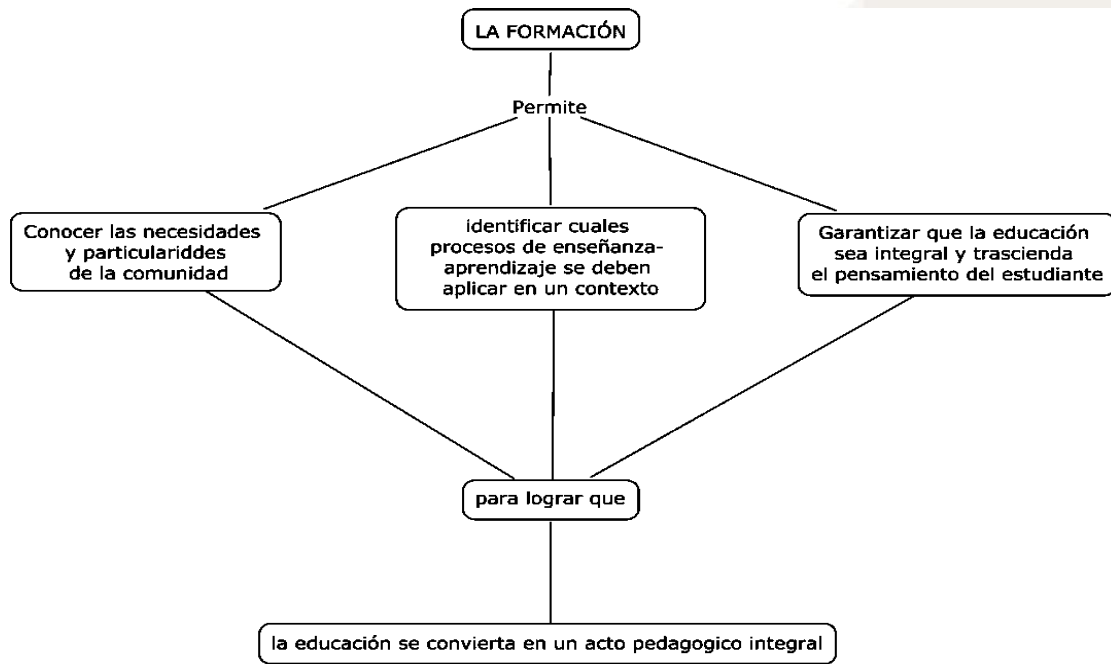 LA FORMACIÓN
Permite
Conocer las necesidades
y particulariddes
de la comunidad
identificar cuales
procesos de enseñanza-
aprendizaje se deben
aplicar en un contexto
Garantizar que la educación
sea integral y trascienda
el pensamiento del estudiante
para lograr que
la educación se convierta en un acto pedagogico integral